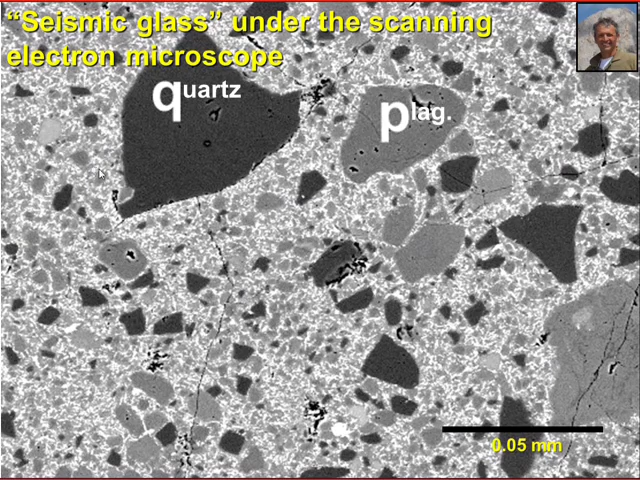 “Seismic glass” under the scanning
electron microscope
quartz
plag.
0.05 mm